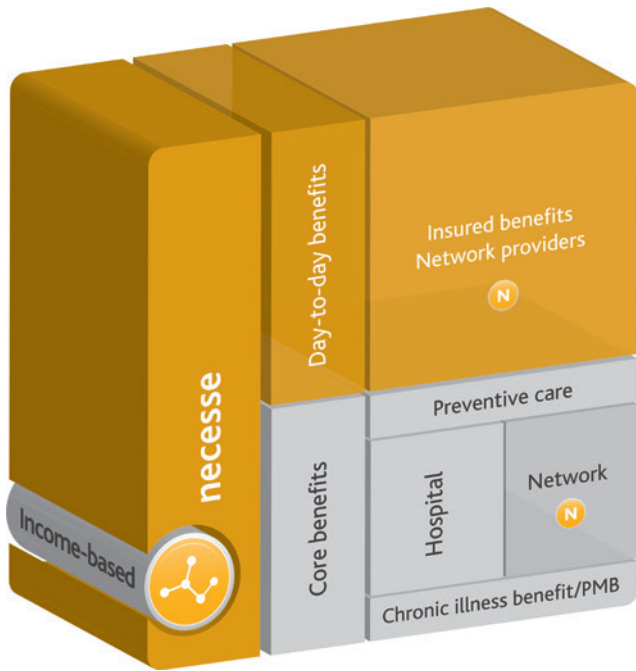 Income-based
necesse
Day-to-day benefits
Core benefits
Insured benefits
Network providers
N
Preventive care
Hospital
Network
N
Chronic illness benefit/PMB